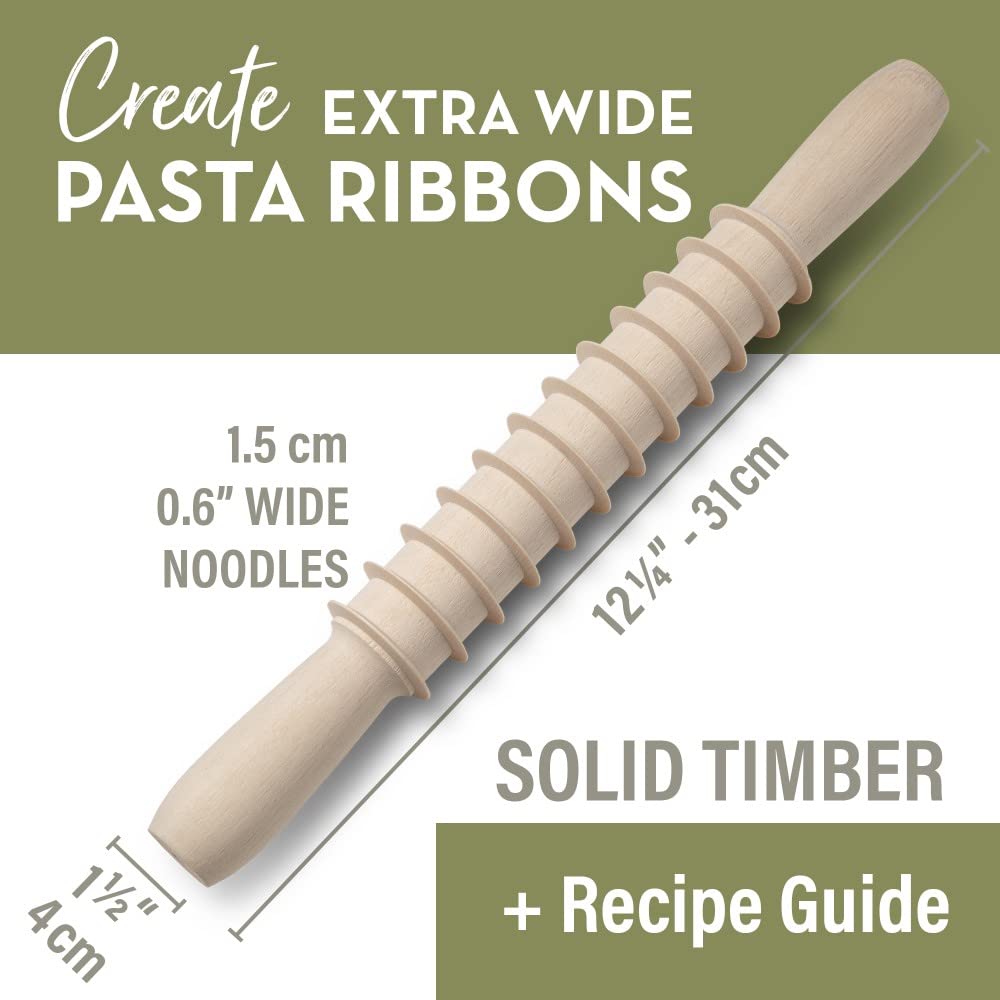 Create EXTRA WIDE
PASTA RIBBONS
1.5 cm
0.6” WIDE
NOODLES
12¼” - 31cm
SOLID TIMBER
1½“
4cm
+ Recipe Guide